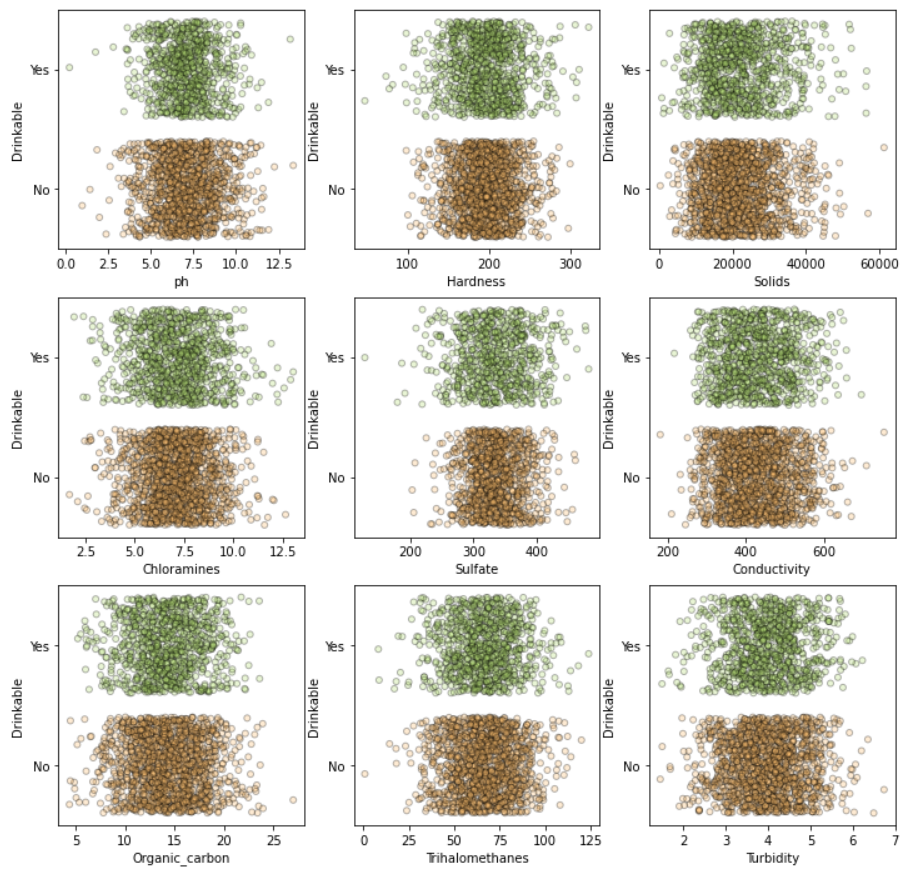 Drinkable
Yes
No
0.0 2.5 5.0 7.5 10.0 12.5
ph
Drinkable
Yes
No
100 200 300
Hardness
Drinkable
Yes
No
0 20000 40000 60000
Solids
Drinkable
Yes
No
2.5 5.0 7.5 10.0 12.5
Chloramines
Drinkable
Yes
No
200 300 400
Sulfate
Drinkable
Yes
No
200 400 600
Conductivity
Drinkable
Yes
No
5 10 15 20 25
Organic_carbon
Drinkable
Yes
No
0 25 50 75 100 125
Trihalomethanes
Drinkable
Yes
No
2 3 4 5 6 7
Turbidity